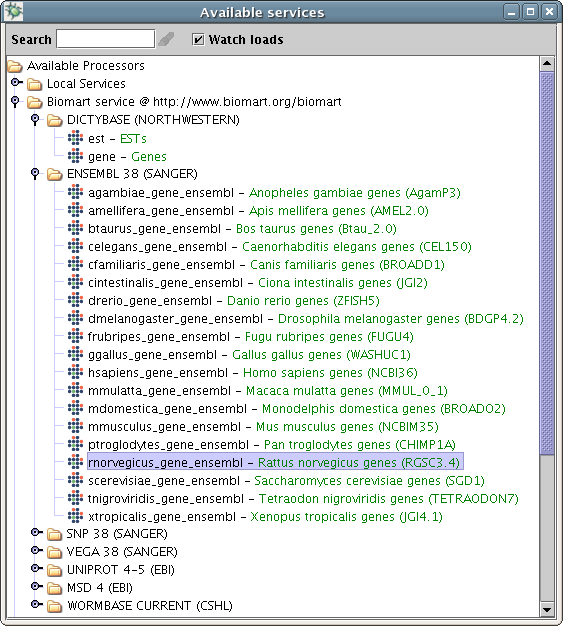 Available services
Search Watch loads
Available Processors
Local Services
Biomart service @ http://www.biomart.org/biomart
DICTYBASE (NORTHWESTERN)
est - ESTs
gene - Genes
ENSEMBL 38 (SANGER)
agambiae_gene_ensembl - Anopheles gambiae genes (AgamP3)
amellifera_gene_ensembl - Apis mellifera genes (AMEL2.0)
btaurus_gene_ensembl - Bos taurus genes (Btau_2.0)
celegans_gene_ensembl - Caenorhabditis elegans genes (CEL150)
cfamiliaris_gene_ensembl - Canis familiaris genes (BROADD1)
cintestinalis_gene_ensembl - Ciona intestinalis genes (JGI2)
drerio_gene_ensembl - Danio rerio genes (ZFISH5)
dmelanogaster_gene_ensembl - Drosophila melanogaster genes (BDGP4.2)
frubripes_gene_ensembl - Fugu rubripes genes (FUGU4)
ggallus_gene_ensembl - Gallus gallus genes (WASHUC1)
hsapiens_gene_ensembl - Homo sapiens genes (NCBI36)
mmulatta_gene_ensembl - Macaca mulatta genes (MMUL_0_1)
mdomestica_gene_ensembl - Monodelphis domestica genes (BROADO2)
mmusculus_gene_ensembl - Mus musculus genes (NCBIM35)
ptroglodytes_gene_ensembl - Pan troglodytes genes (CHIMP1A)
rnorvegicus_gene_ensembl - Rattus norvegicus genes (RGSC3.4)
scerevisiae_gene_ensembl - Saccharomyces cerevisiae genes (SGD1)
tnigroviridis_gene_ensembl - Tetraodon nigroviridis genes (TETRAODON7)
xtropicalis_gene_ensembl - Xenopus tropicalis genes (JGI4.1)
SNP 38 (SANGER)
VEGA 38 (SANGER)
UNIPROT 4-5 (EBI)
MSD 4 (EBI)
WORMBASE CURRENT (CSHL)